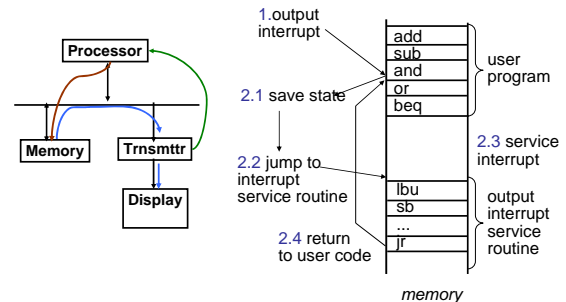 Processor
Memory
Trnsmttr
Display
1.output
interrupt
2.1 save state
2.2 jump to
interrupt
service routine
2.4 return
to user code
add
sub
and
or
beq
lbu
sb
...
jr
memory
user
program
2.3 service
interrupt
output
interrupt
service
routine